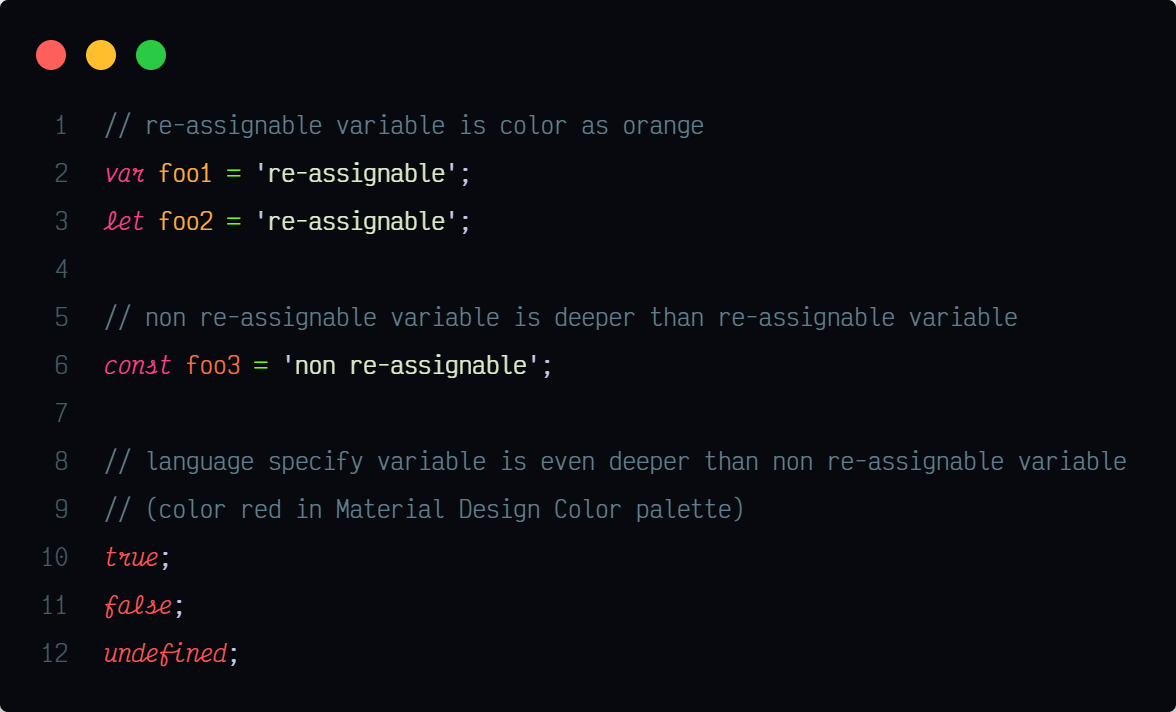 1 // re-assignable variable is color as orange
2 var foo1 = 're-assignable';
3 let foo2 = 're-assignable';
4
5 // non re-assignable variable is deeper than re-assignable variable
6 const foo3 = 'non re-assignable';
7
8 // language specify variable is even deeper than non re-assignable variable
9 // (color red in Material Design Color palette)
10 true;
11 false;
12 undefined;